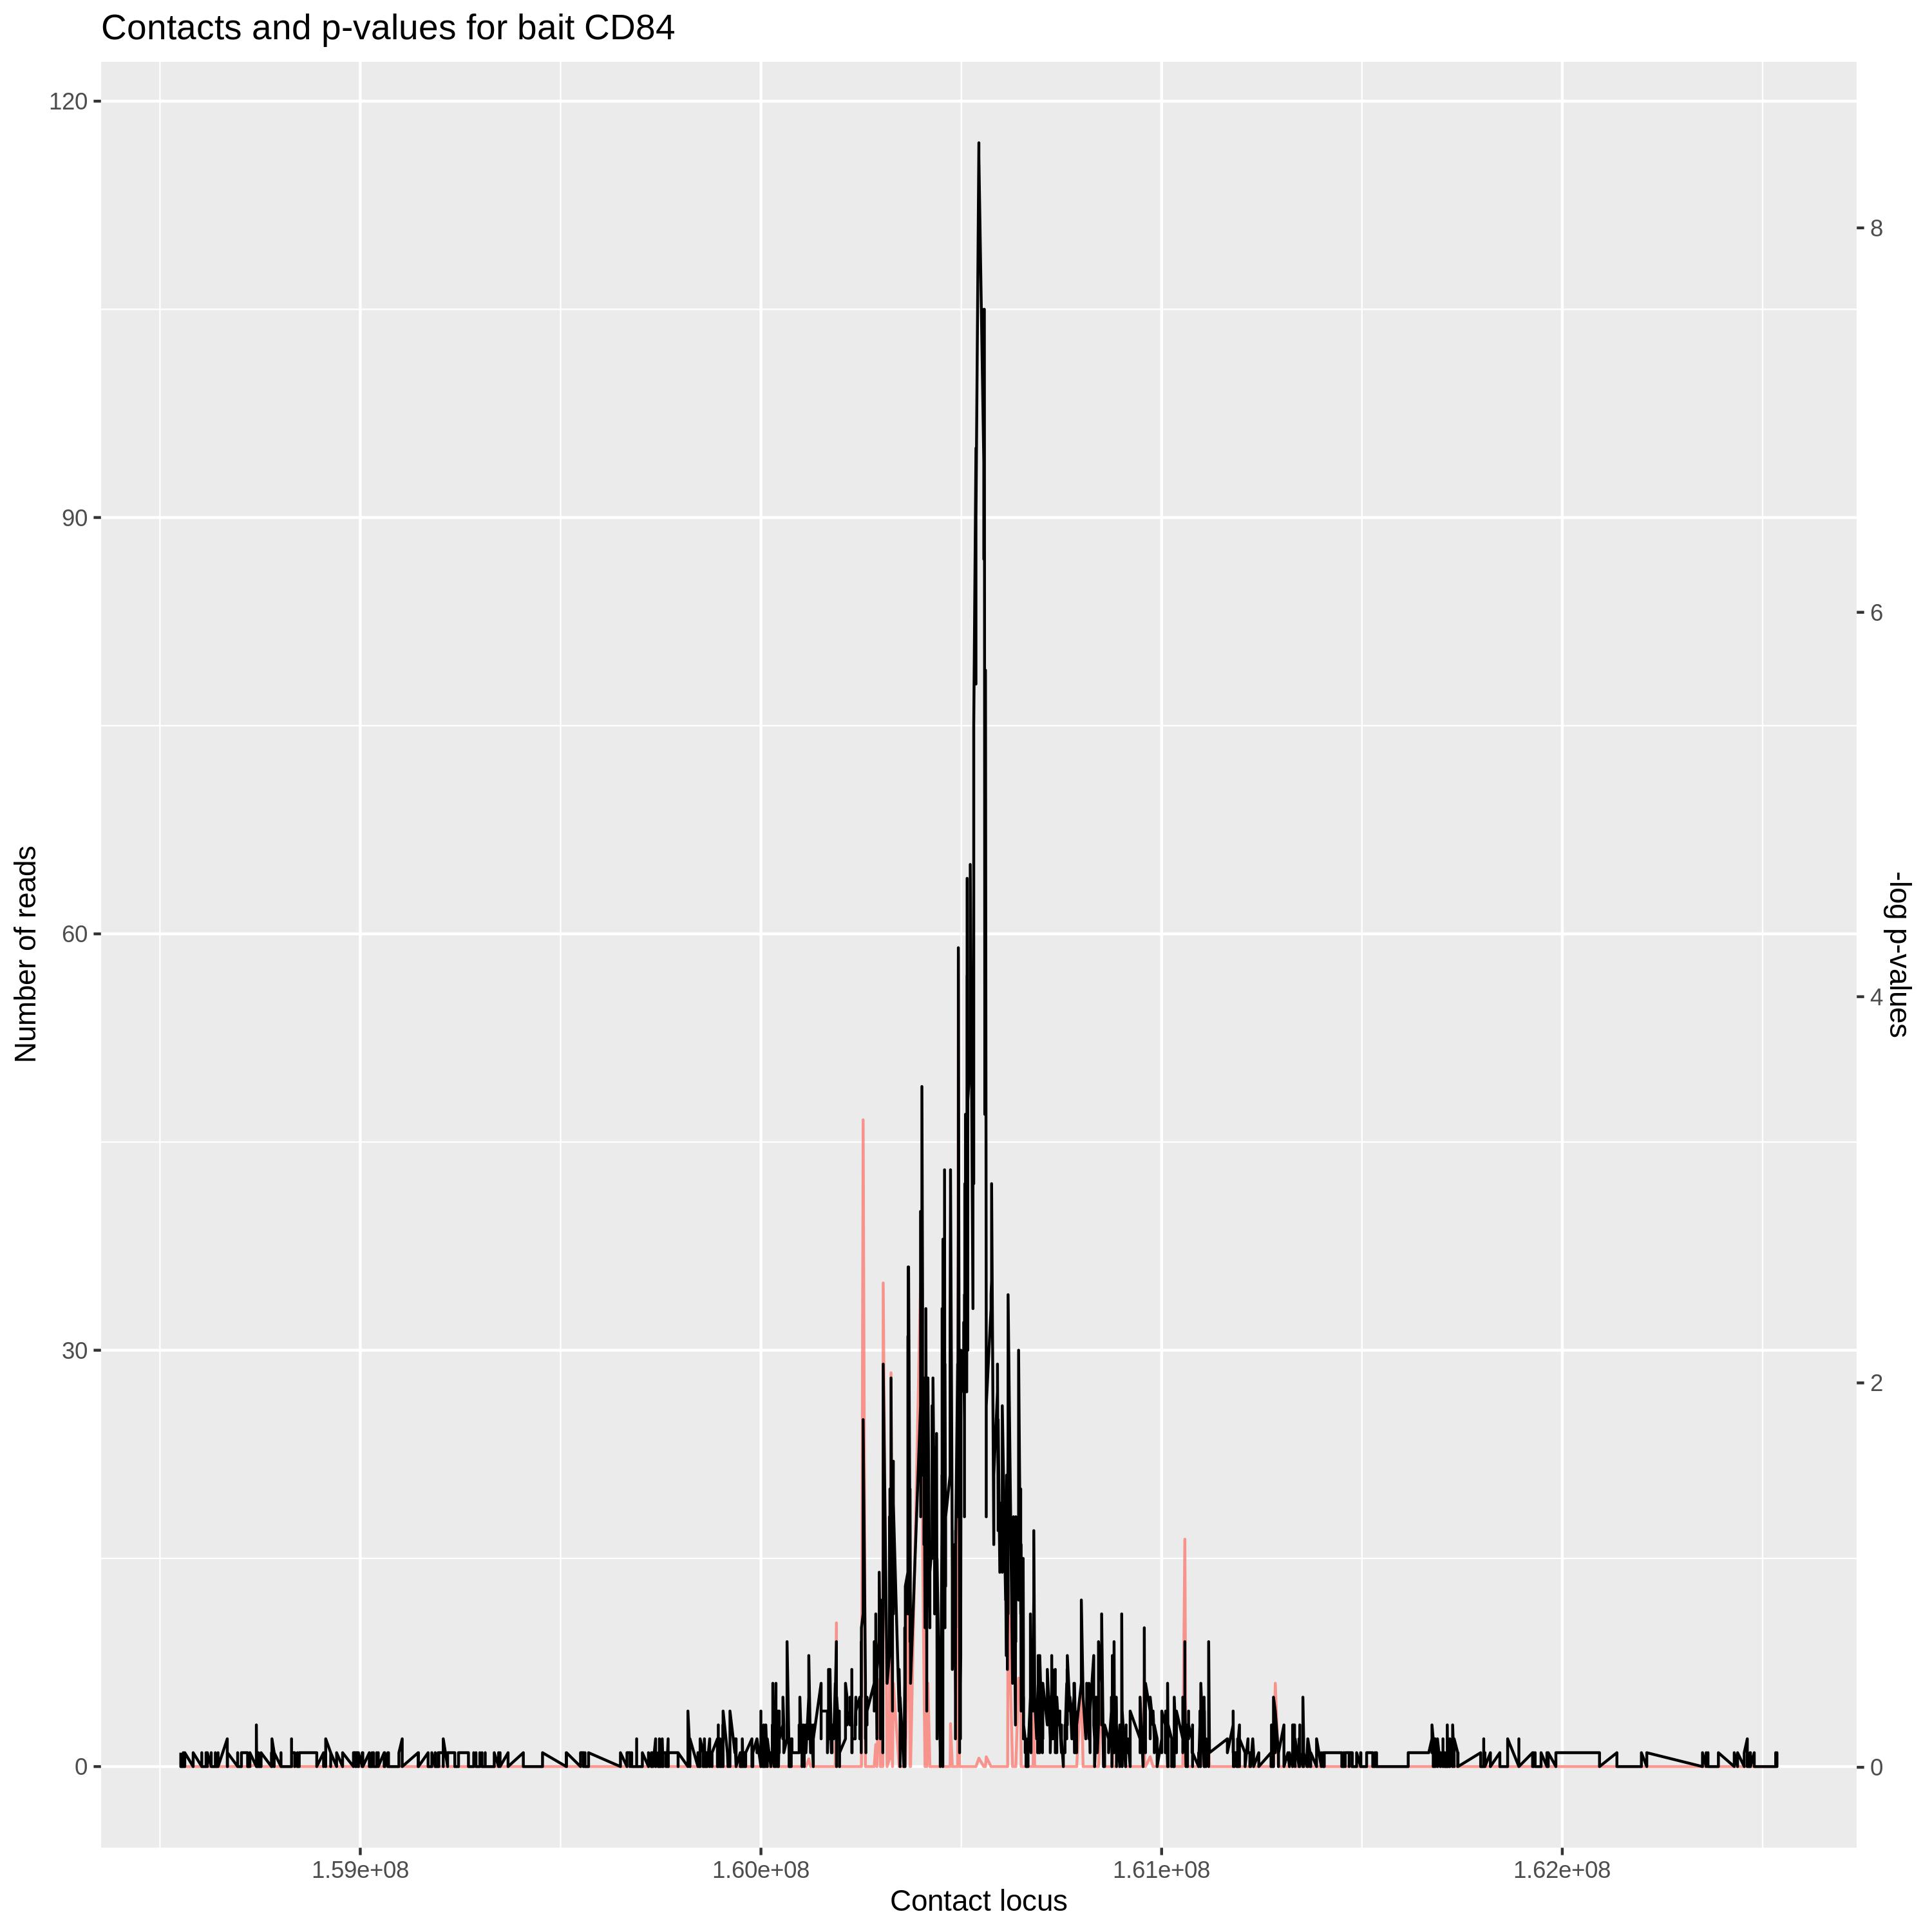 Contacts and p-values for bait CD84
120
90
60
30
0
8
6
4
2
0
Number of reads
-log p-values
1.59e+08
1.60e+08
1.61e+08
1.62e+08
Contact locus